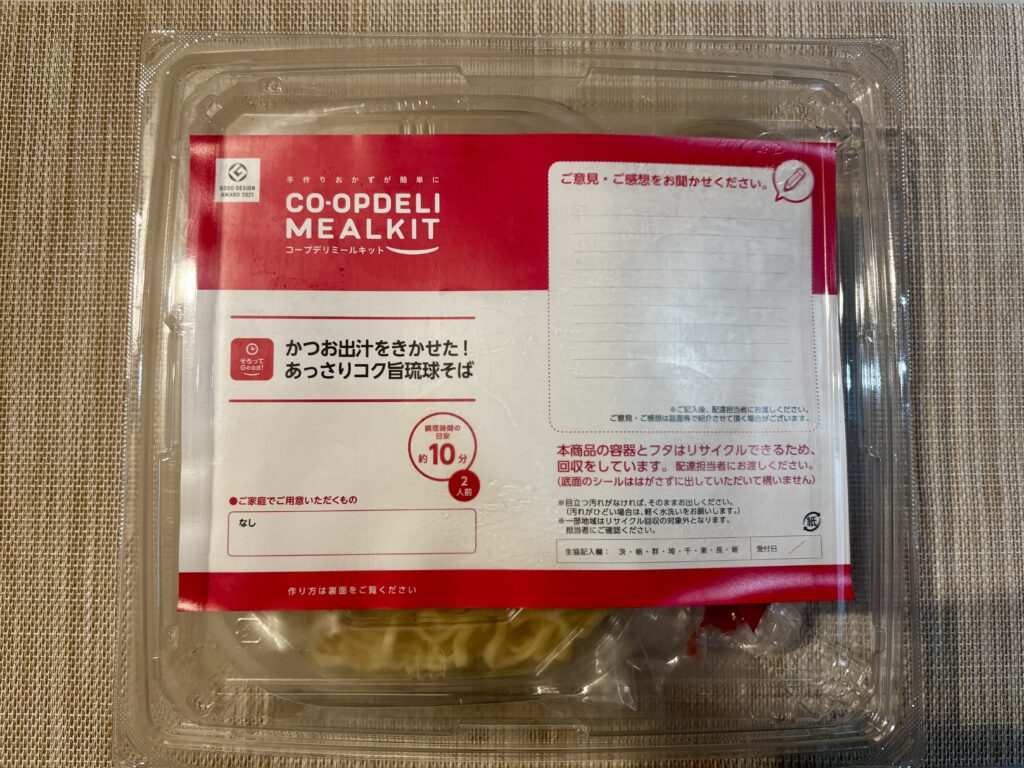 GOOD DESIGN
AWARD 2021
手作りおかずが簡単に
CO·OPDELI
MEALKIT
コープデリミールキット
そろって
Good!
かつお出汁をきかせた！
あっさりコク旨琉球そば
調理時間の
目安
約10分
2
人前
●ご家庭でご用意いただくもの
なし
作り方は裏面をご覧ください
ご意見・ご感想をお聞かせください。
※ご記入後、配達担当者にお渡しください。
ご意見・ご感想は誌面等で紹介させて頂く場合がございます。
本商品の容器とフタはリサイクルできるため、
回収をしています。配達担当者にお渡しください。
(底面のシールははがさずに出していただいて構いません)
※目立つ汚れがなければ、そのままお出しください。
(汚れがひどい場合は、軽く水洗いをお願いします。)
※一部地域はリサイクル回収の対象外となります。
担当者にご確認ください。
紙
生協記入欄： 茨・栃・群・埼・千・東・長・新
受付日 ／